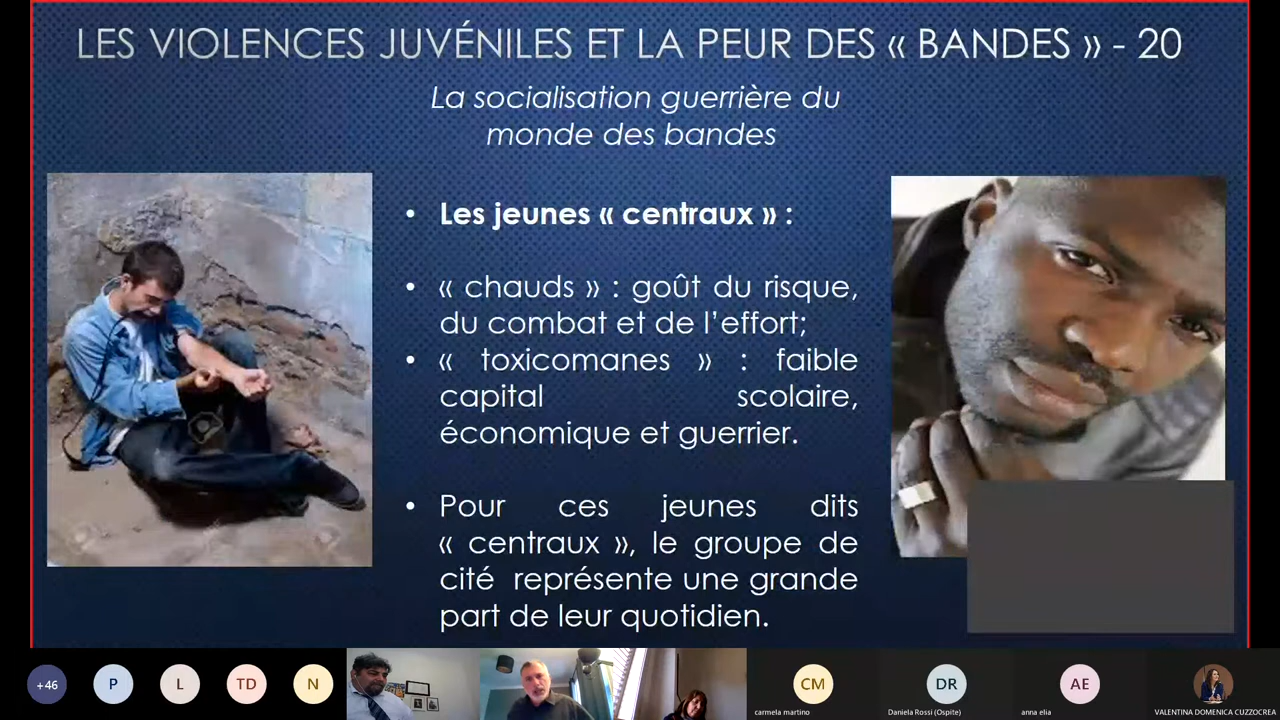 LES VIOLENCES JUVÉNILES ET LA PEUR DES « BANDES » - 20
La socialisation guerrière du
monde des bandes
• Les jeunes « centraux » :
• « chauds » : goût du risque,
du combat et de l’effort;
• « toxicomanes » : faible
capital scolaire,
économique et guerrier.
• Pour ces jeunes dits
« centraux », le groupe de
cité représente une grande
part de leur quotidien.
+46
P
L
TD
N
CM
carmela martino
DR
Daniela Rossi (Ospite)
AE
anna elia
VALENTINA DOMENICA CUZZOCREA